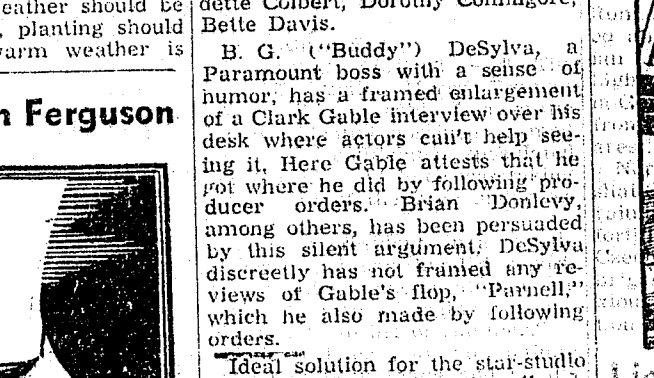 eather should be
, planting should
warm weather is
n Ferguson
dette Colbert, Dorothy Comingore,
Bette Davis.
B. G. ("Buddy") DeSylva, a
Paramount boss with a sense of
humor, has a framed enlargement
of a Clark Gable interview over his
desk where actors can't help see-
ing it. Here Gable attests that he
got where he did by following pro-
ducer orders. Brian Donlevy,
among others, has been persuaded
by this silent argument. DeSylva
discreetly has not framed any re-
views of Gable's flop, "Parnell,"
which he also made by following
orders.
Ideal solution for the star-studio